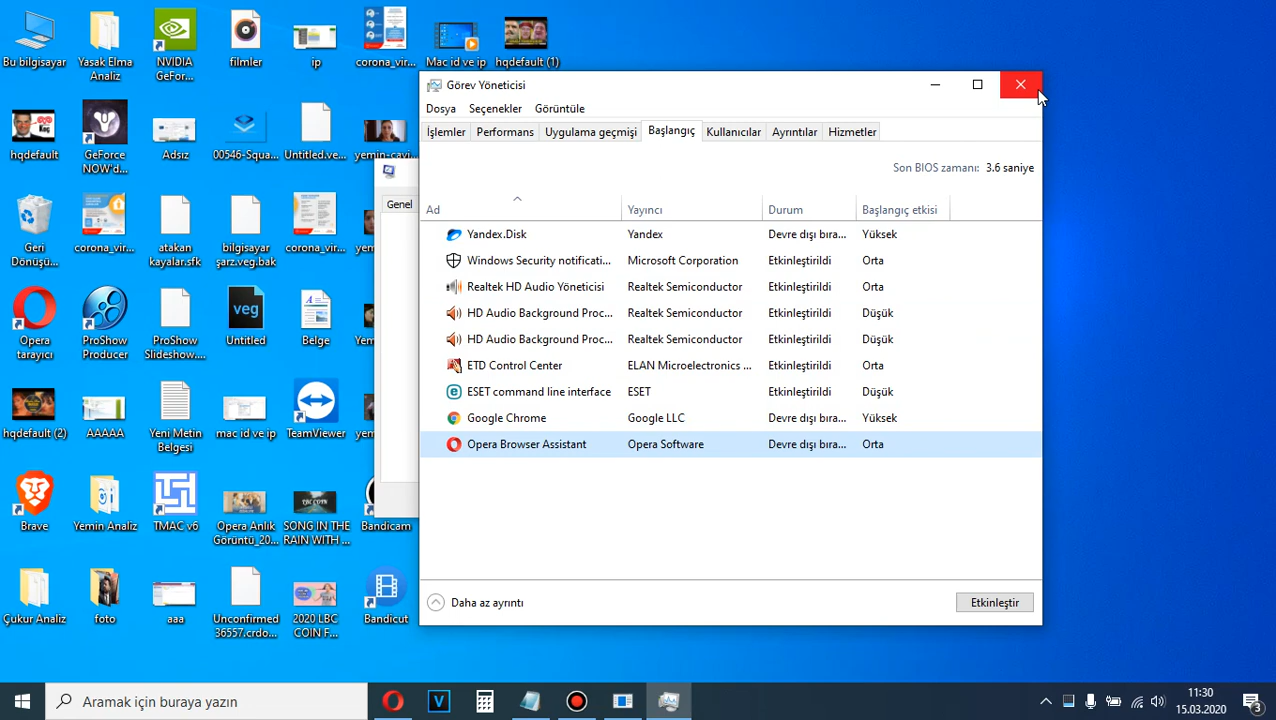 Bu bilgisayar
Yasak Elma
Analiz
NVIDIA
GeFor...
filmler
ip
corona_vir...
Mac id ve ip
hqdefault (1)
hqdefault
GeForce
NOW'da...
Adsız
00546-Squa...
Untitled.ve...
yemin-cavi...
Geri
Dönüşü...
corona_vir...
atakan
kayalar.sfk
bilgisayar
şarz.veg.bak
corona_vir...
yem
Opera
tarayıcı
ProShow
Producer
ProShow
Slideshow....
veg
Untitled
Belge
Yem
hqdefault (2)
AAAAA
Yeni Metin
Belgesi
mac id ve ip
TeamViewer
yem
Brave
Yemin Analiz
TMAC v6
Opera Anlık
Görüntü_20...
SONG IN THE
RAIN WITH ...
Bandicam
Çukur Analiz
foto
aaa
Unconfirmed
36557.crdo...
2020 LBC
COIN F...
Bandicut
Genel
Görev Yöneticisi
Dosya Seçenekler Görüntüle
İşlemler Performans Uygulama geçmişi Başlangıç Kullanıcılar Ayrıntılar Hizmetler
Son BIOS zamanı: 3.6 saniye
Ad Yayıncı Durum Başlangıç etkisi
Yandex.Disk Yandex Devre dışı bıra... Yüksek
Windows Security notificati... Microsoft Corporation Etkinleştirildi Orta
Realtek HD Audio Yöneticisi Realtek Semiconductor Etkinleştirildi Orta
HD Audio Background Proc... Realtek Semiconductor Etkinleştirildi Düşük
HD Audio Background Proc... Realtek Semiconductor Etkinleştirildi Düşük
ETD Control Center ELAN Microelectronics ... Etkinleştirildi Orta
ESET command line interface ESET Etkinleştirildi Düşük
Google Chrome Google LLC Devre dışı bıra... Yüksek
Opera Browser Assistant Opera Software Devre dışı bıra... Orta
Daha az ayrıntı
Etkinleştir
Aramak için buraya yazın
11:30
15.03.2020
3